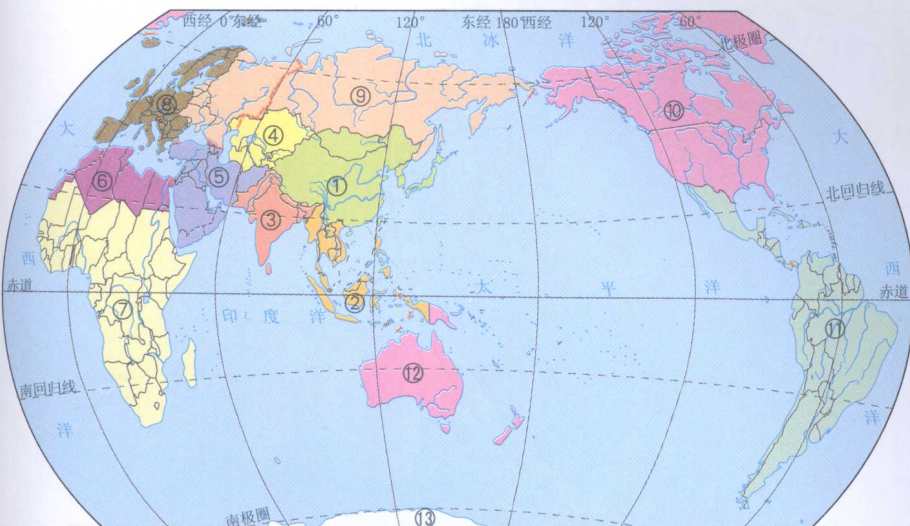 西经 0°东经
60°
120°
东经 180°西经
120°
60°
北冰洋
北极圈
⑧
⑨
⑩
大
大
④
⑥
⑤
①
北回归线
③
西
西
赤道
②
太平洋
赤道
⑦
印度洋
⑪
⑫
南回归线
洋
洋
南极圈
⑬